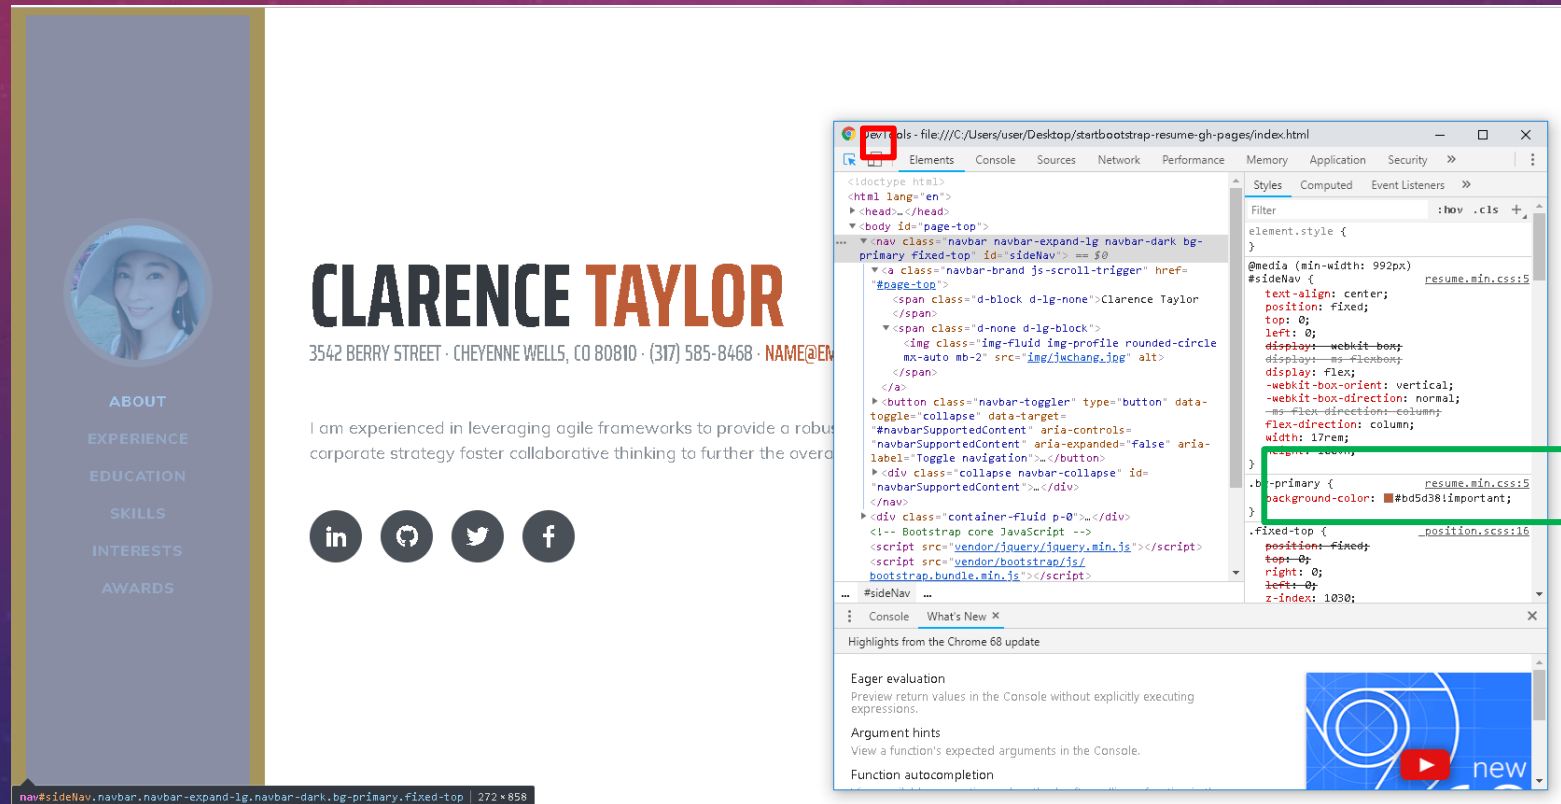 ABOUT
EXPERIENCE
EDUCATION
SKILLS
INTERESTS
AWARDS
nav#sideNav.navbar.navbar-expand-lg.navbar-dark.bg-primary.fixed-top | 272×858
CLARENCE TAYLOR
3542 BERRY STREET · CHEYENNE WELLS, CO 80810 · (317) 585-8468 · NAME@EM
I am experienced in leveraging agile frameworks to provide a robus
corporate strategy foster collaborative thinking to further the overa
in
f
DevTools - file:///C:/Users/user/Desktop/startbootstrap-resume-gh-pages/index.html
Elements Console Sources Network Performance Memory Application Security »
<!doctype html>
<html lang="en">
<head>…</head>
<body id="page-top">
<nav class="navbar navbar-expand-lg navbar-dark bg-
primary fixed-top" id="sideNav"> == $0
<a class="navbar-brand js-scroll-trigger" href=
"#page-top">
<span class="d-block d-lg-none">Clarence Taylor
</span>
<span class="d-none d-lg-block">
<img class="img-fluid img-profile rounded-circle
mx-auto mb-2" src="img/jwchang.jpg" alt>
</span>
</a>
<button class="navbar-toggler" type="button" data-
toggle="collapse" data-target=
"#navbarSupportedContent" aria-controls=
"navbarSupportedContent" aria-expanded="false" aria-
label="Toggle navigation">…</button>
<div class="collapse navbar-collapse" id=
"navbarSupportedContent">…</div>
</nav>
<div class="container-fluid p-0">…</div>
<!-- Bootstrap core JavaScript -->
<script src="vendor/jquery/jquery.min.js"></script>
<script src="vendor/bootstrap/js/
bootstrap.bundle.min.js"></script>
… #sideNav …
Styles Computed Event Listeners »
Filter :hov .cls +
element.style {
}
@media (min-width: 992px)
#sideNav { resume.min.css:5
text-align: center;
position: fixed;
top: 0;
left: 0;
display: -webkit-box;
display: -ms-flexbox;
display: flex;
-webkit-box-orient: vertical;
-webkit-box-direction: normal;
-ms-flex-direction: column;
flex-direction: column;
width: 17rem;
height: 100vh;
}
.bg-primary { resume.min.css:5
background-color: #bd5d38!important;
}
.fixed-top { _position.scss:16
position: fixed;
top: 0;
right: 0;
left: 0;
z-index: 1030;
Console What's New ×
Highlights from the Chrome 68 update
Eager evaluation
Preview return values in the Console without explicitly executing
expressions.
Argument hints
View a function's expected arguments in the Console.
Function autocompletion
new